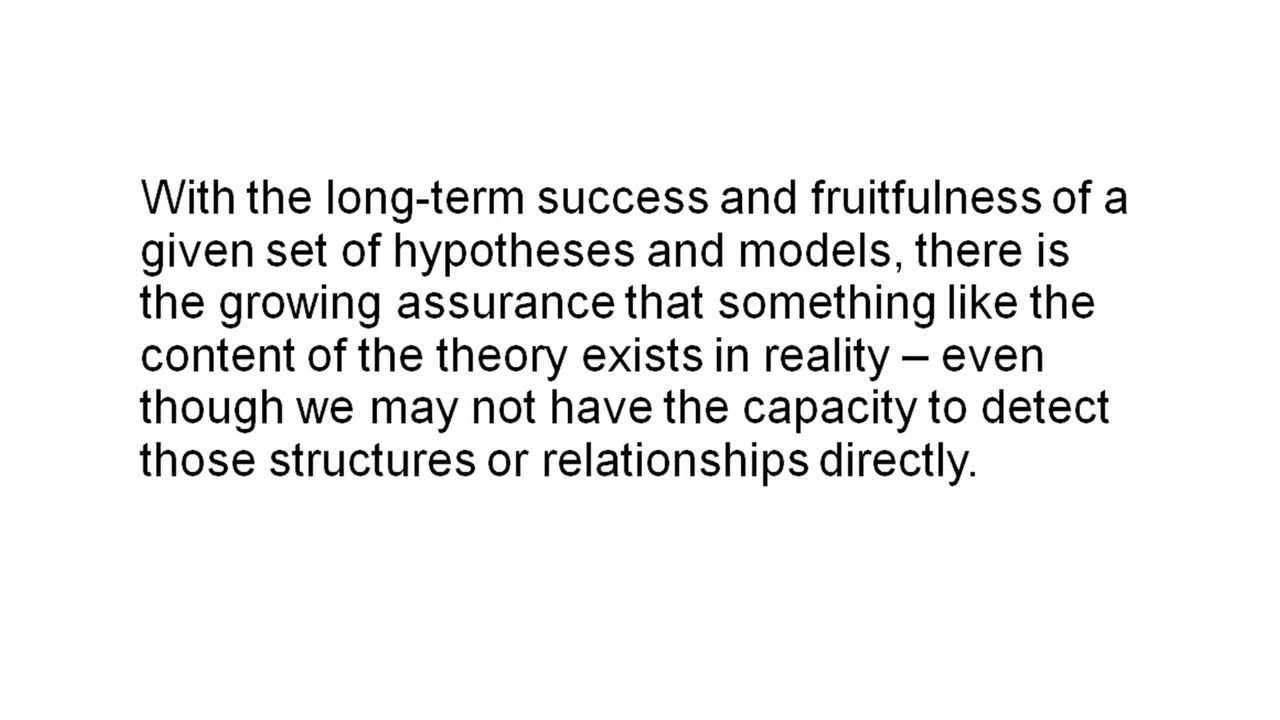 With the long-term success and fruitfulness of a
given set of hypotheses and models, there is
the growing assurance that something like the
content of the theory exists in reality – even
though we may not have the capacity to detect
those structures or relationships directly.